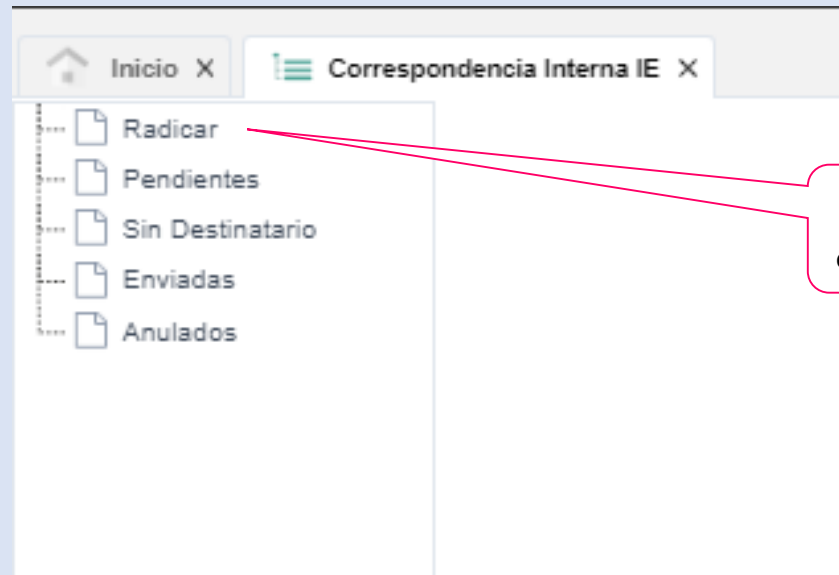 Inicio X
Correspondencia Interna IE X
Radicar
Pendientes
Sin Destinatario
Enviadas
Anulados